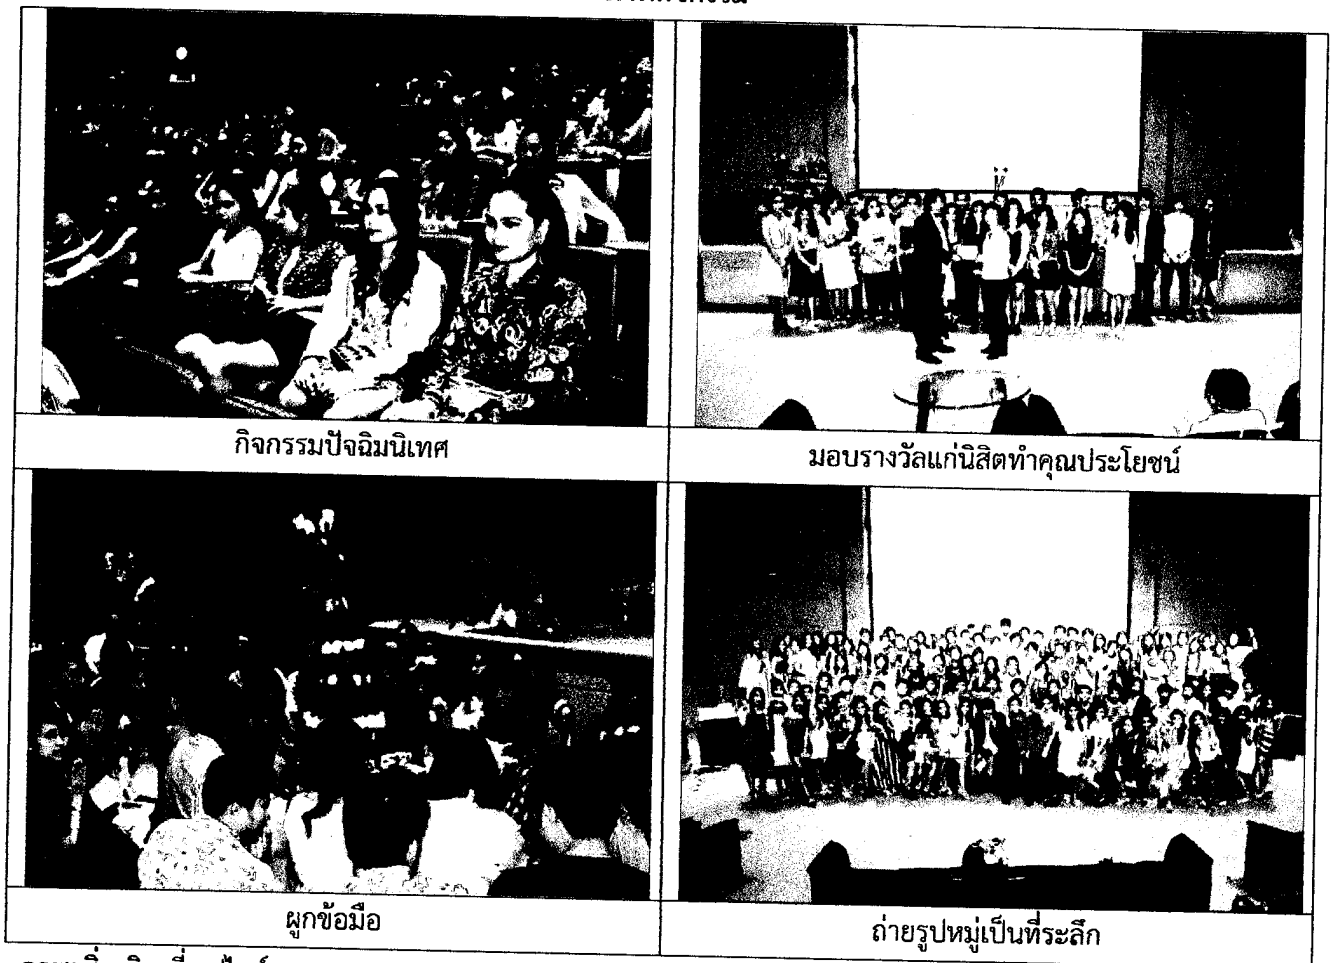 กิจกรรมปัจฉิมนิเทศ
มอบรางวัลแก่นิสิตทำคุณประโยชน์
ผูกข้อมือ
ถ่ายรูปหมู่เป็นที่ระลึก